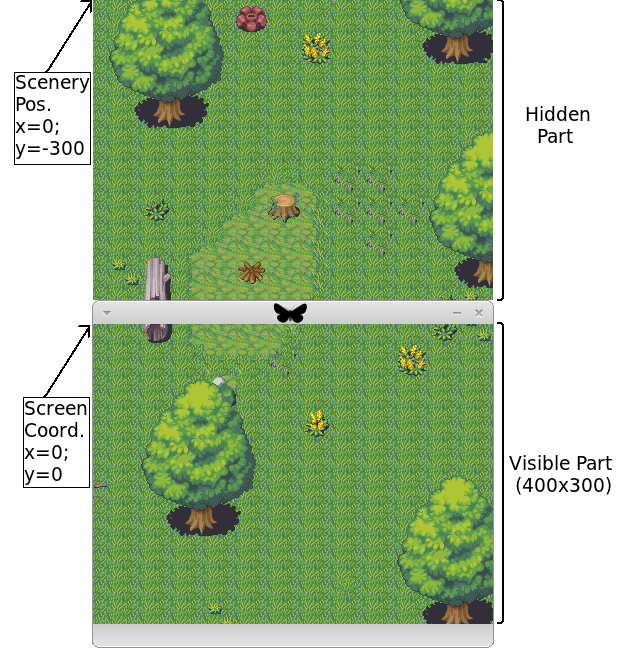 Scenery
Pos.
x=0;
y=-300
Hidden
Part
Screen
Coord.
x=0;
y=0
Visible Part
(400x300)